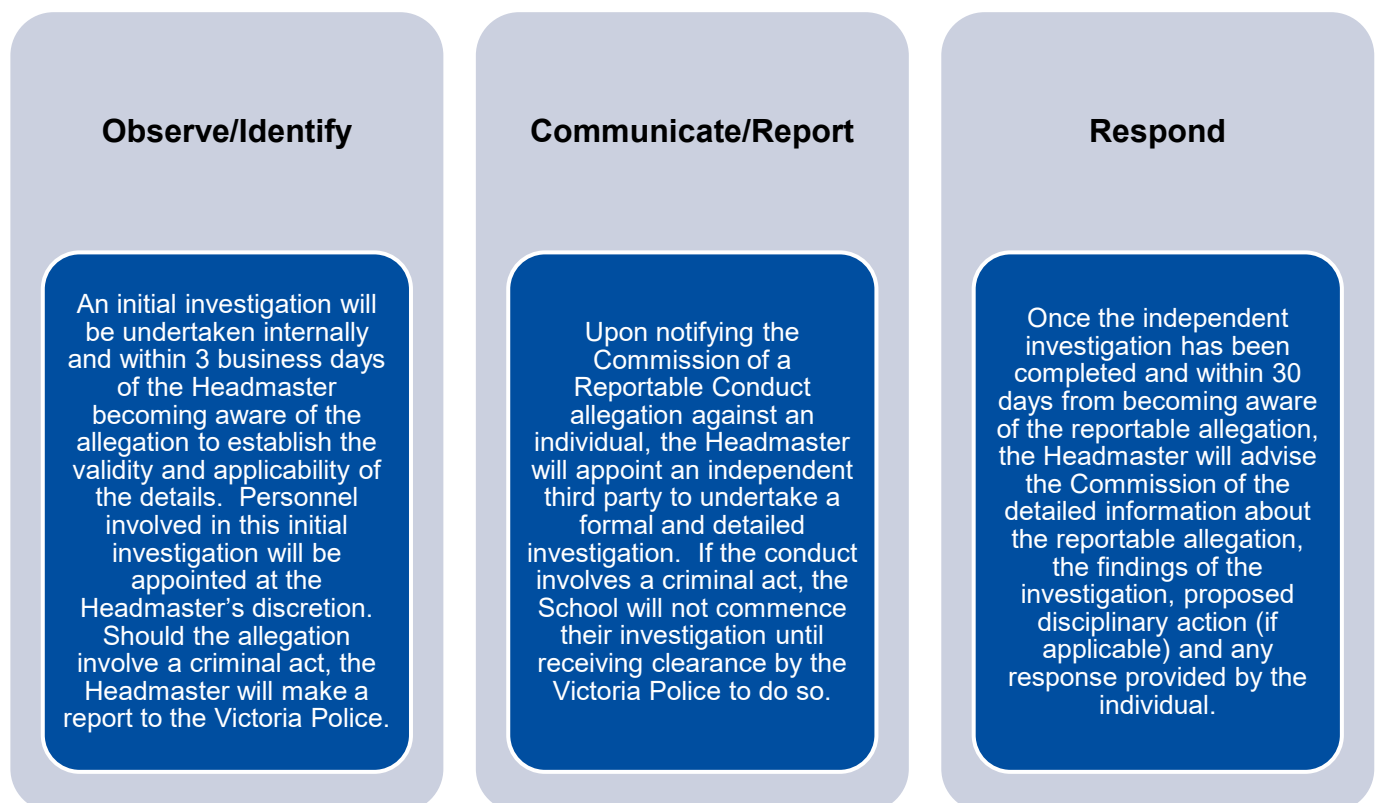 Observe/Identify
An initial investigation will
be undertaken internally
and within 3 business days
of the Headmaster
becoming aware of the
allegation to establish the
validity and applicability of
the details.  Personnel
involved in this initial
investigation will be
appointed at the
Headmaster’s discretion.
Should the allegation
involve a criminal act, the
Headmaster will make a
report to the Victoria Police.
Communicate/Report
Upon notifying the
Commission of a
Reportable Conduct
allegation against an
individual, the Headmaster
will appoint an independent
third party to undertake a
formal and detailed
investigation.  If the conduct
involves a criminal act, the
School will not commence
their investigation until
receiving clearance by the
Victoria Police to do so.
Respond
Once the independent
investigation has been
completed and within 30
days from becoming aware
of the reportable allegation,
the Headmaster will advise
the Commission of the
detailed information about
the reportable allegation,
the findings of the
investigation, proposed
disciplinary action (if
applicable) and any
response provided by the
individual.